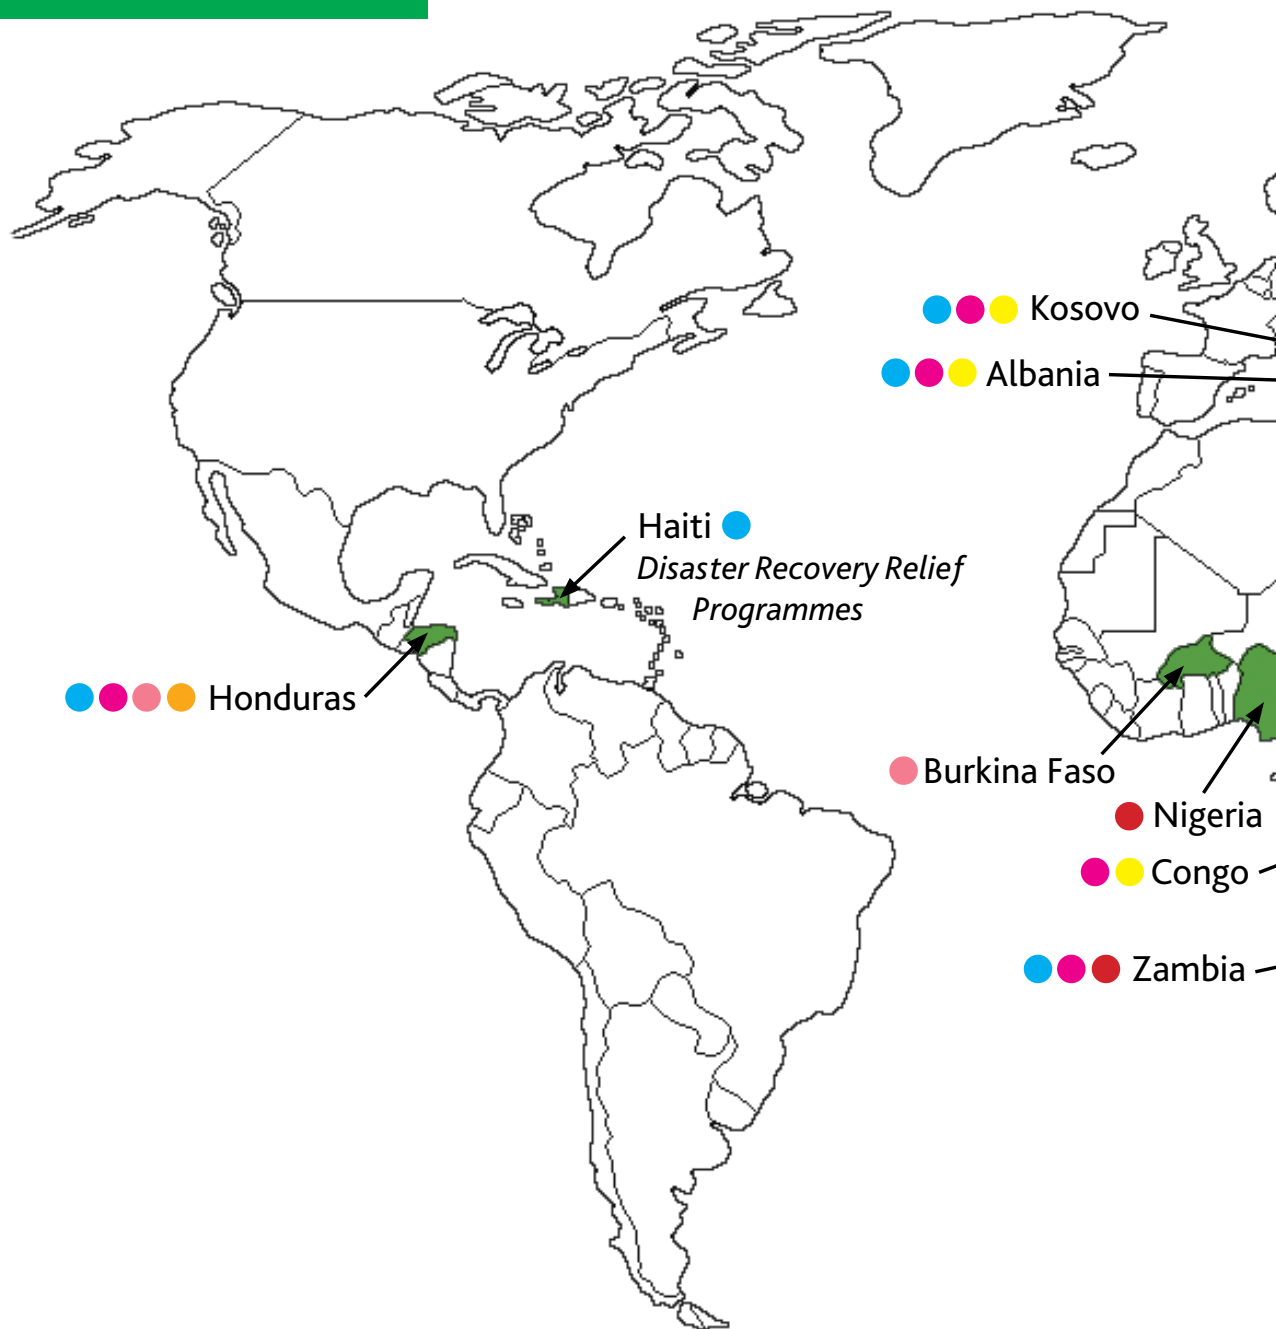 Kosovo
Albania
Haiti
Disaster Recovery Relief
Programmes
Honduras
Burkina Faso
Nigeria
Congo
Zambia